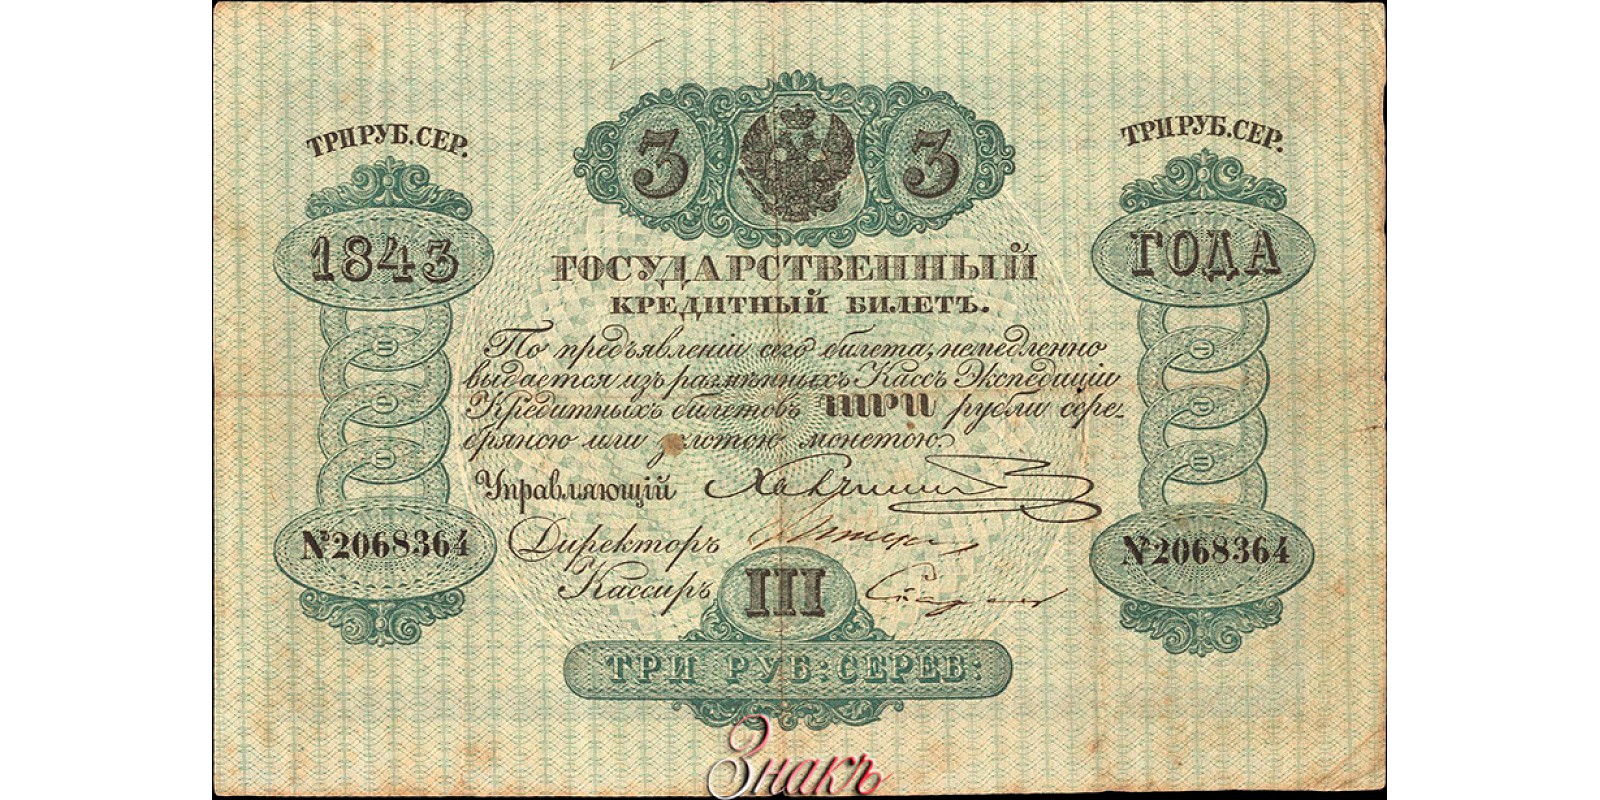 ТРИ РУБ. СЕР.
3 3
ТРИ РУБ. СЕР.
1843
ГОДА
ГОСУДАРСТВЕННЫЙ
КРЕДИТНЫЙ БИЛЕТЪ.
По предъявленіи сего билета, немедленно
выдается изъ размѣнныхъ Кассъ Экспедиціи
Кредитныхъ билетовъ ТРИ рубли сере-
бряною или золотою монетою.
Управляющій
Директоръ
Кассиръ
№2068364
№2068364
III
ТРИ РУБ: СЕРЕБ:
Знакъ